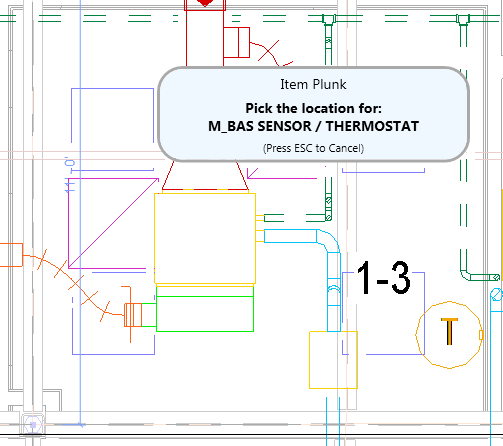 Item Plunk
Pick the location for:
M_BAS SENSOR / THERMOSTAT
(Press ESC to Cancel)
1-3
T